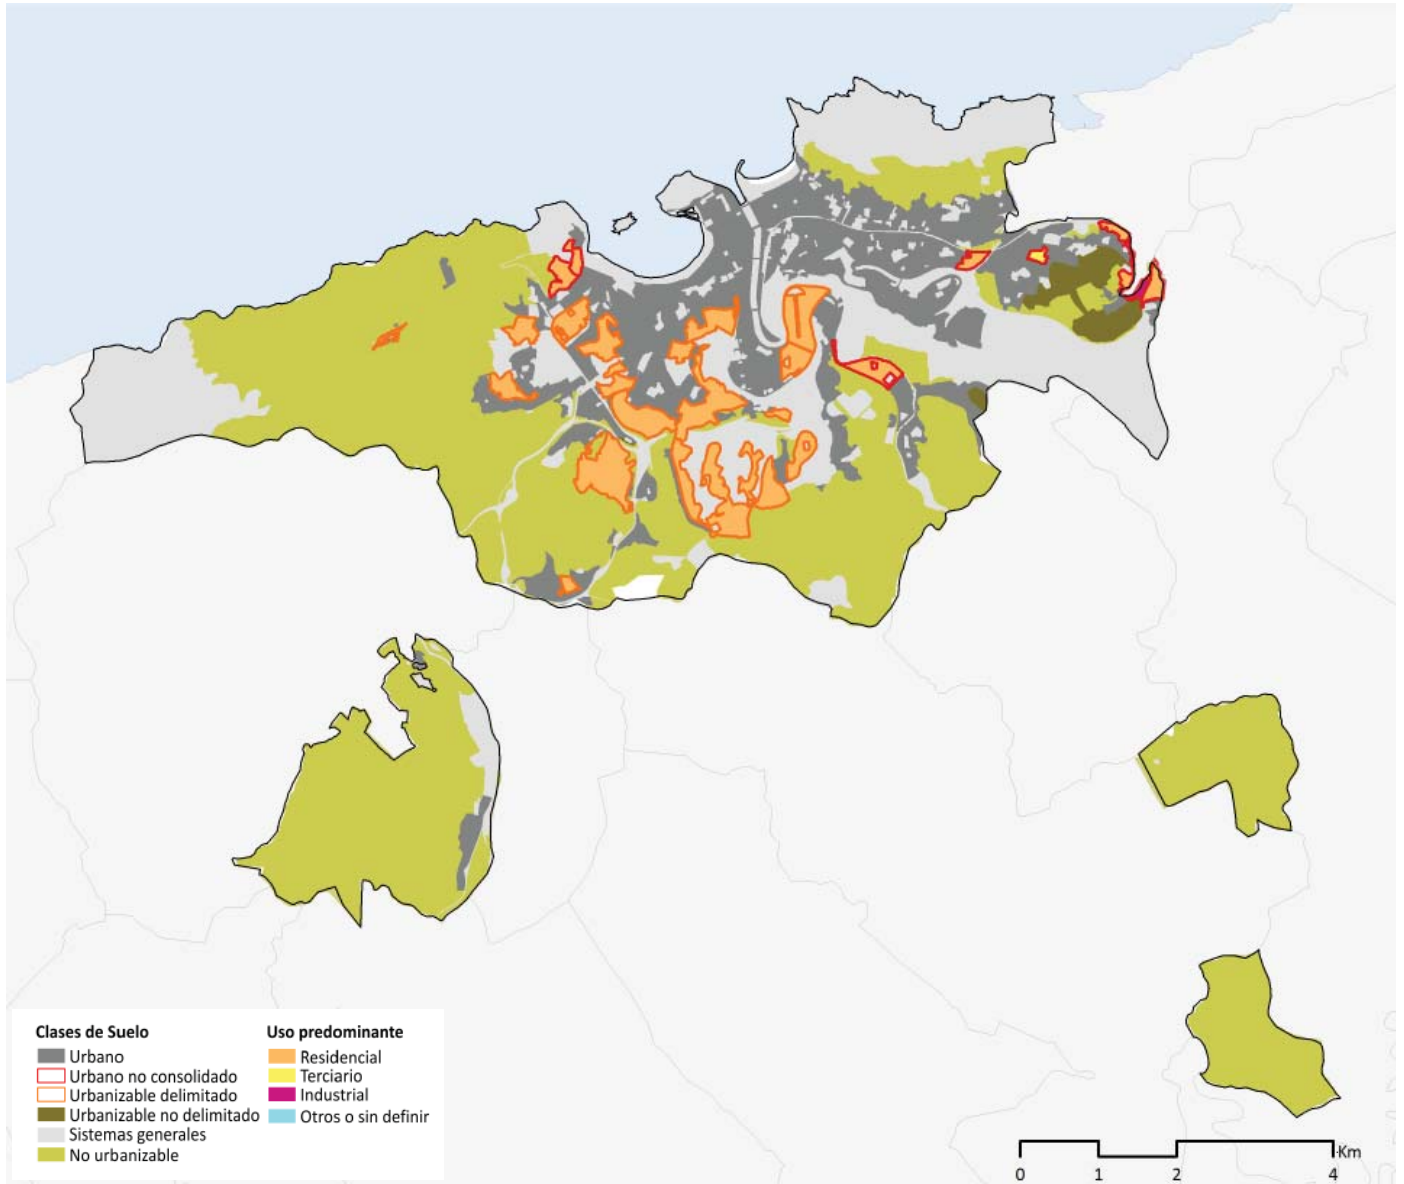 Clases de Suelo
Urbano
Urbano no consolidado
Urbanizable delimitado
Urbanizable no delimitado
Sistemas generales
No urbanizable
Uso predominante
Residencial
Terciario
Industrial
Otros o sin definir
Km
0 1 2 4